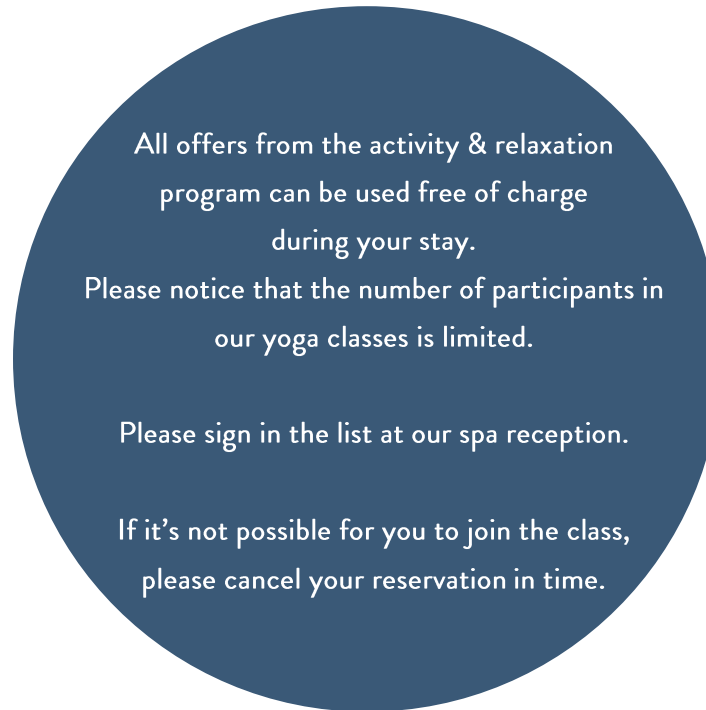 All offers from the activity & relaxation
program can be used free of charge
during your stay.
Please notice that the number of participants in
our yoga classes is limited.
Please sign in the list at our spa reception.
If it’s not possible for you to join the class,
please cancel your reservation in time.